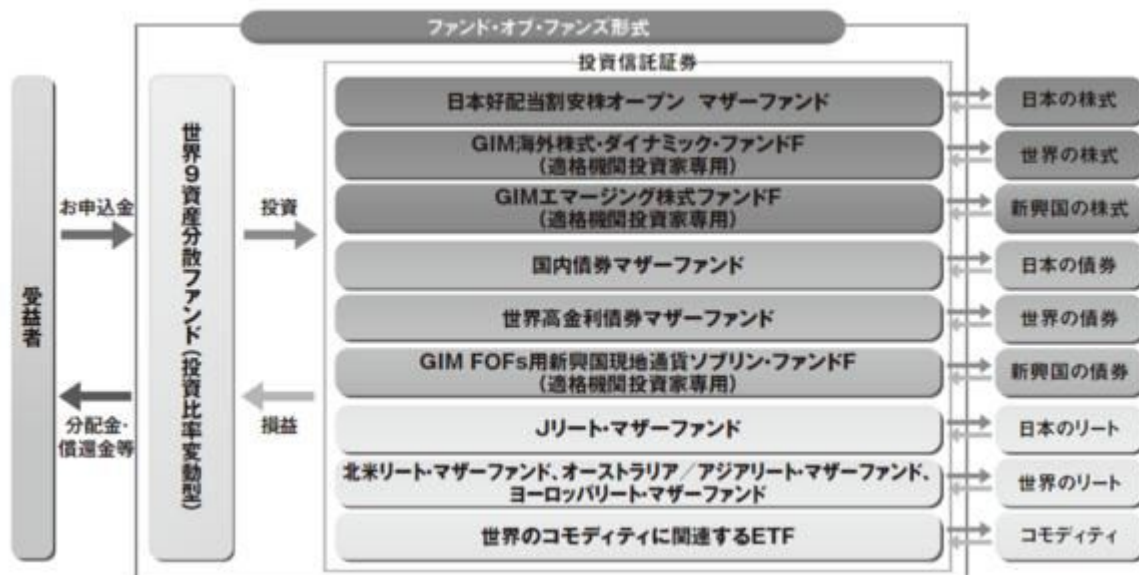 ファンド・オブ・ファンズ形式
投資信託証券
受益者
お申込金
分配金・
償還金等
世界9資産分散ファンド(投資比率変動型)
投資
損益
日本好配当割安株オープン マザーファンド
日本の株式
GIM海外株式・ダイナミック・ファンドF
(適格機関投資家専用)
世界の株式
GIMエマージング株式ファンドF
(適格機関投資家専用)
新興国の株式
国内債券マザーファンド
日本の債券
世界高金利債券マザーファンド
世界の債券
GIM FOFs用新興国現地通貨ソブリン・ファンドF
(適格機関投資家専用)
新興国の債券
Jリート・マザーファンド
日本のリート
北米リート・マザーファンド、オーストラリア/アジアリート・マザーファンド、
ヨーロッパリート・マザーファンド
世界のリート
世界のコモディティに関連するETF
コモディティ